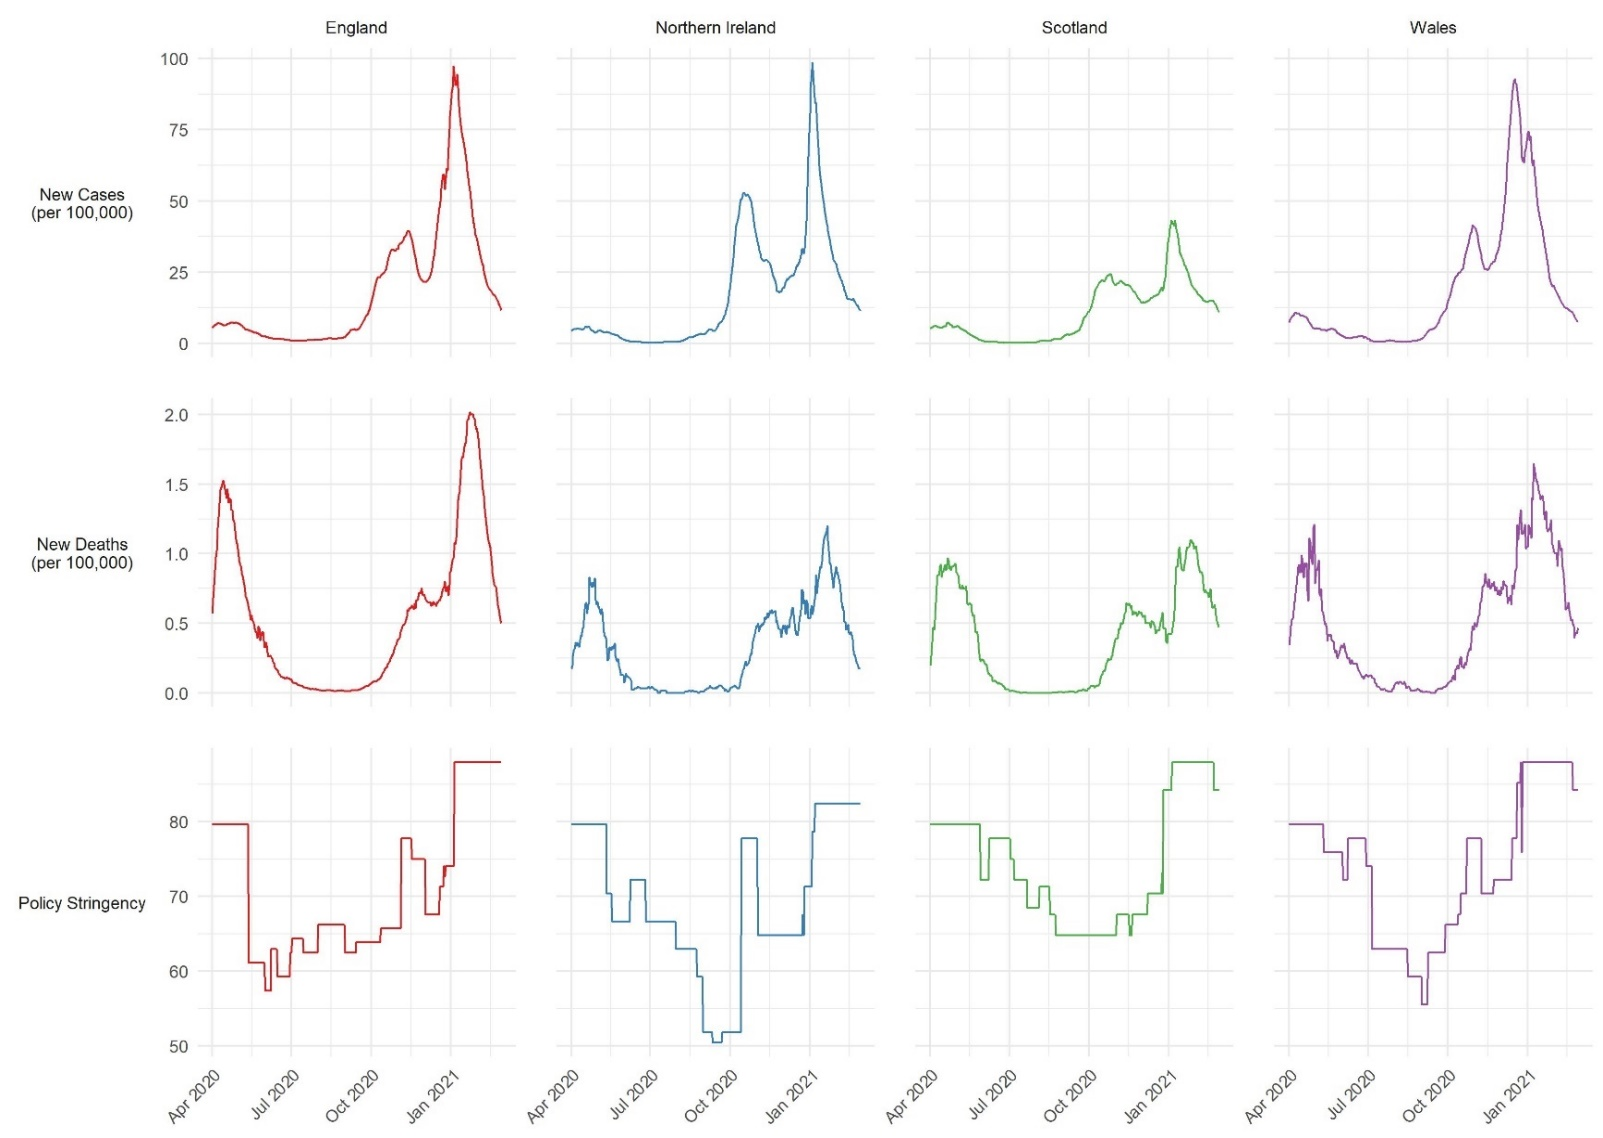 England
Northern Ireland
Scotland
Wales
New Cases
(per 100,000)
100
75
50
25
0
New Deaths
(per 100,000)
2.0
1.5
1.0
0.5
0.0
Policy Stringency
80
70
60
50
Apr 2020
Jul 2020
Oct 2020
Jan 2021
Apr 2020
Jul 2020
Oct 2020
Jan 2021
Apr 2020
Jul 2020
Oct 2020
Jan 2021
Apr 2020
Jul 2020
Oct 2020
Jan 2021